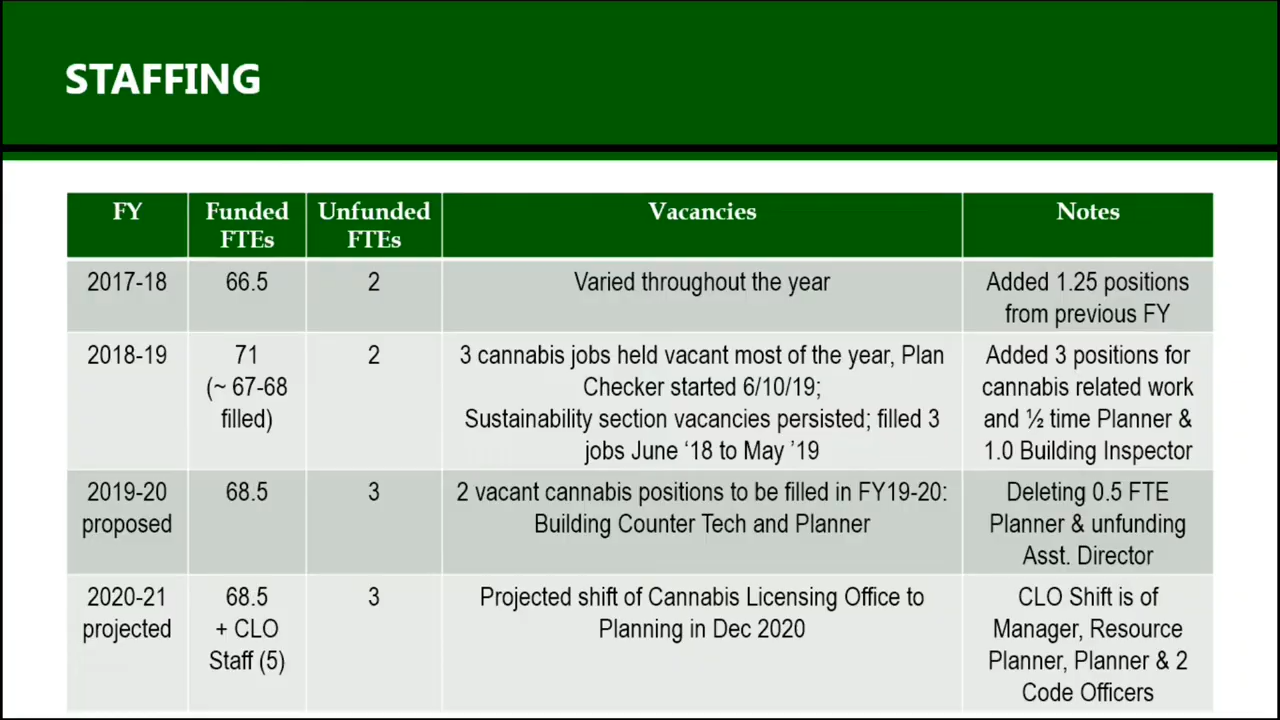 STAFFING
FY
Funded
FTEs
Unfunded
FTEs
Vacancies
Notes
2017-18
66.5
2
Varied throughout the year
Added 1.25 positions
from previous FY
2018-19
71
(~ 67-68
filled)
2
3 cannabis jobs held vacant most of the year, Plan
Checker started 6/10/19;
Sustainability section vacancies persisted; filled 3
jobs June ‘18 to May ’19
Added 3 positions for
cannabis related work
and ½ time Planner &
1.0 Building Inspector
2019-20
proposed
68.5
3
2 vacant cannabis positions to be filled in FY19-20:
Building Counter Tech and Planner
Deleting 0.5 FTE
Planner & unfunding
Asst. Director
2020-21
projected
68.5
+ CLO
Staff (5)
3
Projected shift of Cannabis Licensing Office to
Planning in Dec 2020
CLO Shift is of
Manager, Resource
Planner, Planner & 2
Code Officers